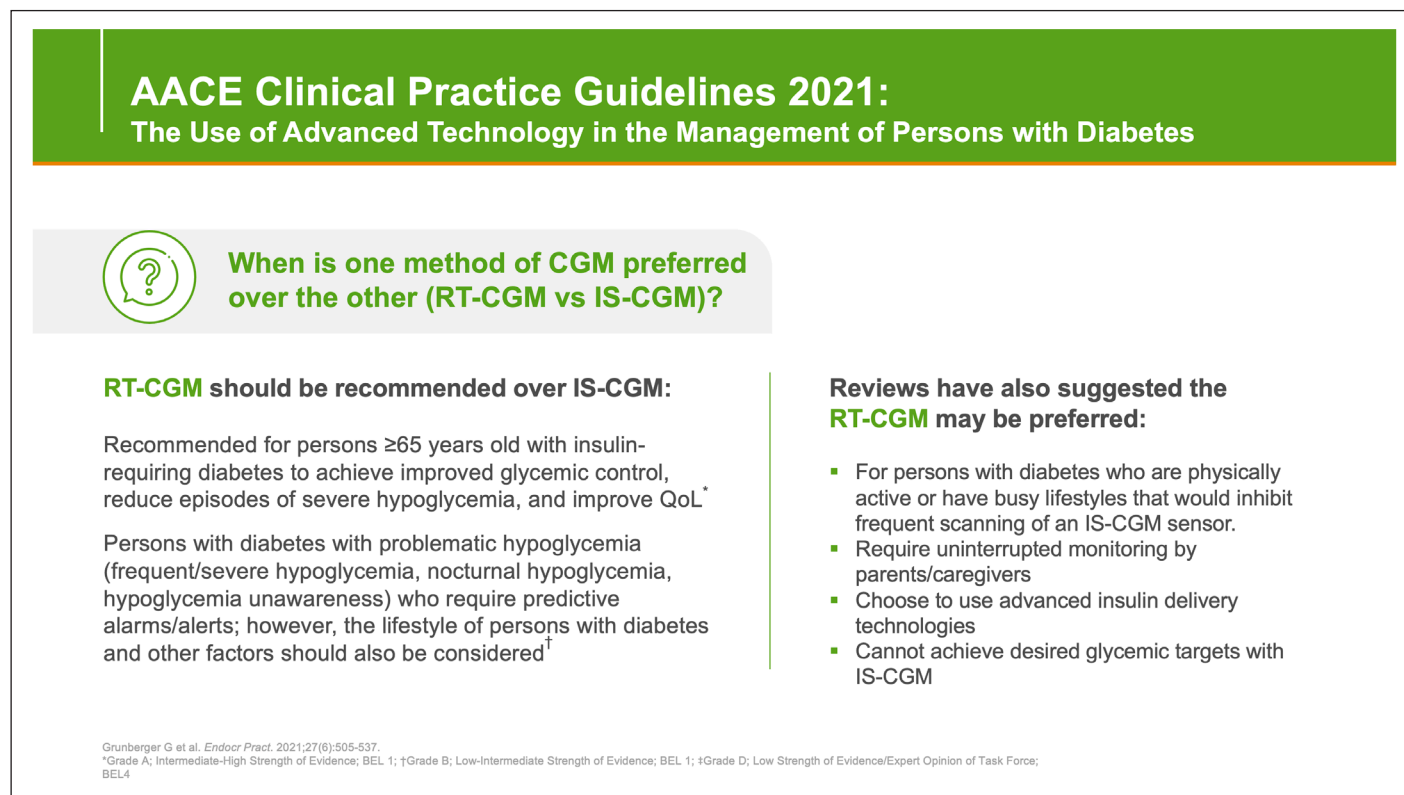 AACE Clinical Practice Guidelines 2021:
The Use of Advanced Technology in the Management of Persons with Diabetes
When is one method of CGM preferred
over the other (RT-CGM vs IS-CGM)?
RT-CGM should be recommended over IS-CGM:
Recommended for persons ≥65 years old with insulin-
requiring diabetes to achieve improved glycemic control,
reduce episodes of severe hypoglycemia, and improve QoL*
Persons with diabetes with problematic hypoglycemia
(frequent/severe hypoglycemia, nocturnal hypoglycemia,
hypoglycemia unawareness) who require predictive
alarms/alerts; however, the lifestyle of persons with diabetes
and other factors should also be considered†
Reviews have also suggested the
RT-CGM may be preferred:
▪ For persons with diabetes who are physically
active or have busy lifestyles that would inhibit
frequent scanning of an IS-CGM sensor.
▪ Require uninterrupted monitoring by
parents/caregivers
▪ Choose to use advanced insulin delivery
technologies
▪ Cannot achieve desired glycemic targets with
IS-CGM
Grunberger G et al. Endocr Pract. 2021;27(6):505-537.
*Grade A; Intermediate-High Strength of Evidence; BEL 1; †Grade B; Low-Intermediate Strength of Evidence; BEL 1; ‡Grade D; Low Strength of Evidence/Expert Opinion of Task Force;
BEL4